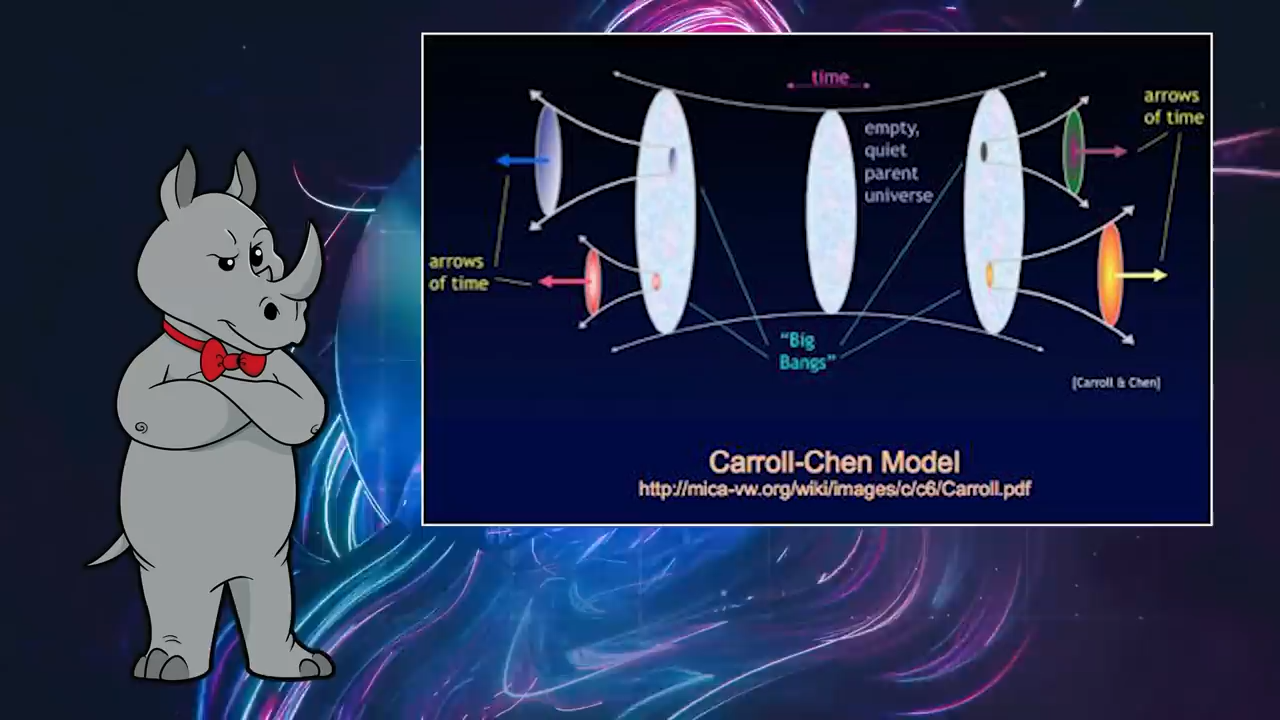 time
arrows
of time
empty,
quiet
parent
universe
arrows
of time
“Big
Bangs”
[Carroll & Chen]
Carroll-Chen Model
http://mica-vw.org/wiki/images/c/c6/Carroll.pdf